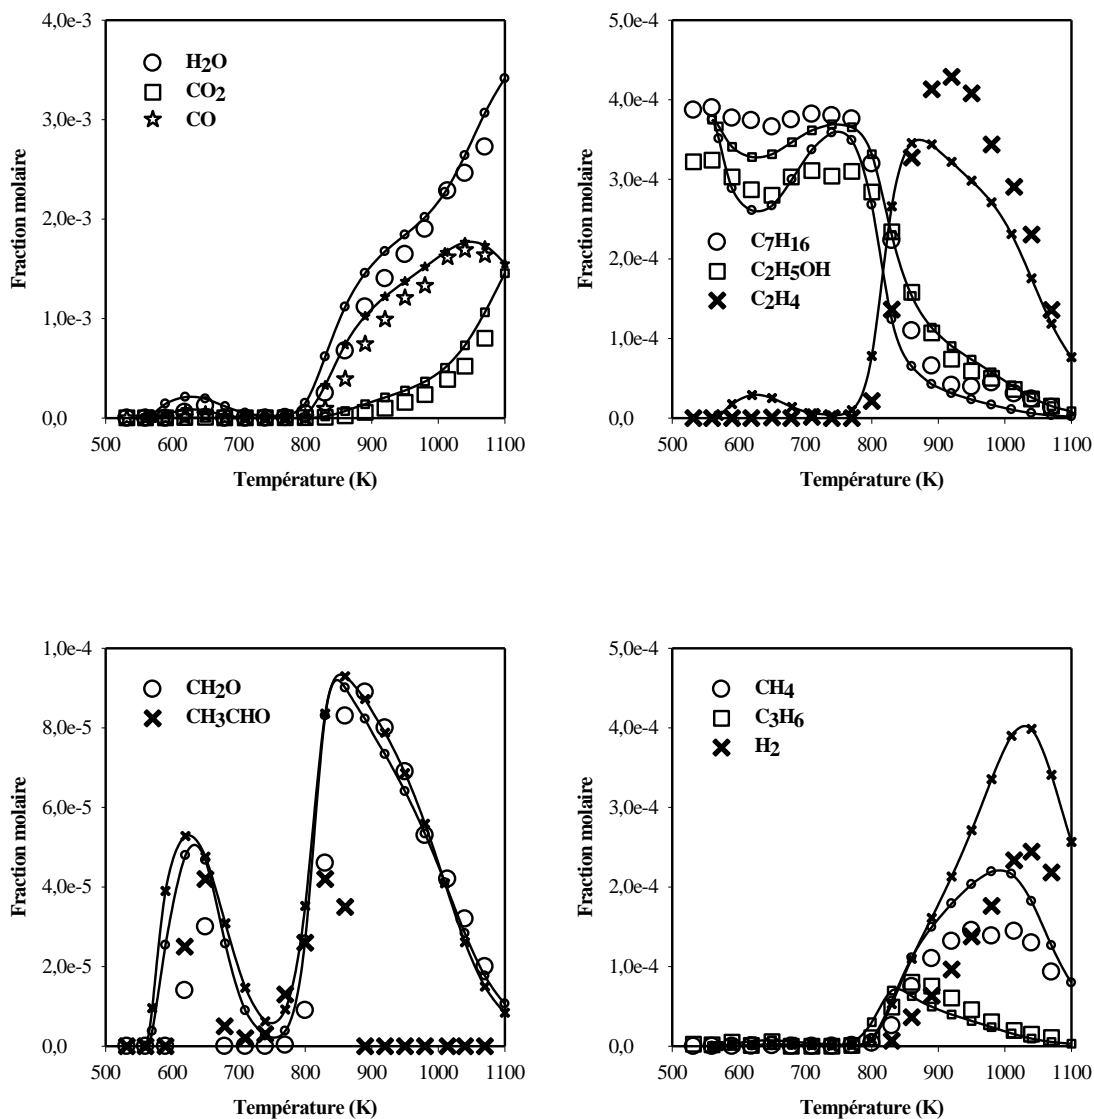 4,0e-3
3,0e-3
2,0e-3
1,0e-3
0,0
Fraction molaire
H2O
CO2
CO
500 600 700 800 900 1000 1100
Température (K)
5,0e-4
4,0e-4
3,0e-4
2,0e-4
1,0e-4
0,0
Fraction molaire
C7H16
C2H5OH
C2H4
500 600 700 800 900 1000 1100
Température (K)
1,0e-4
8,0e-5
6,0e-5
4,0e-5
2,0e-5
0,0
Fraction molaire
CH2O
CH3CHO
500 600 700 800 900 1000 1100
Température (K)
5,0e-4
4,0e-4
3,0e-4
2,0e-4
1,0e-4
0,0
Fraction molaire
CH4
C3H6
H2
500 600 700 800 900 1000 1100
Température (K)